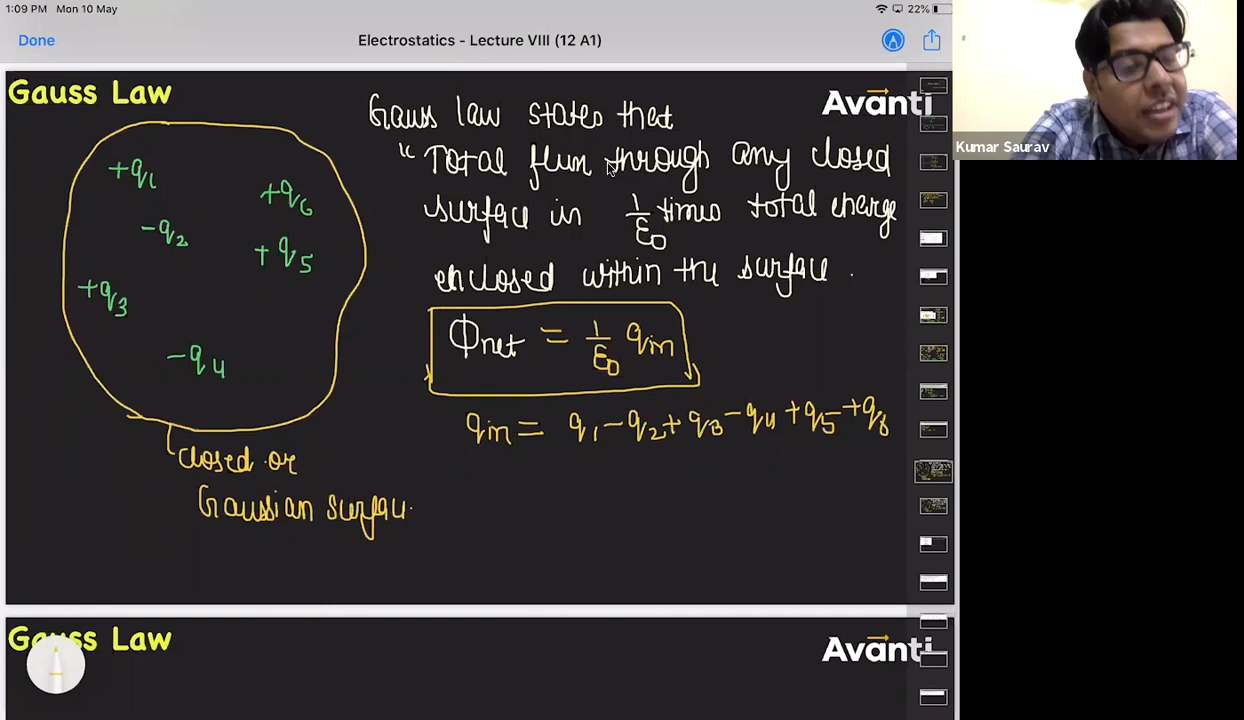 1:09 PM Mon 10 May
22%
Done
Electrostatics - Lecture VIII (12 A1)
Gauss Law
Avanti
Kumar Saurav
Gauss law states that
" Total flux through any closed
surface is 1/ε0 times total charge
enclosed within the surface .
Φnet = 1/ε0 qin
qin = q1 - q2 + q3 - q4 + q5 + q6
+q1
+q6
-q2
+q5
+q3
-q4
closed or
Gaussian surface
Gauss Law
Avanti